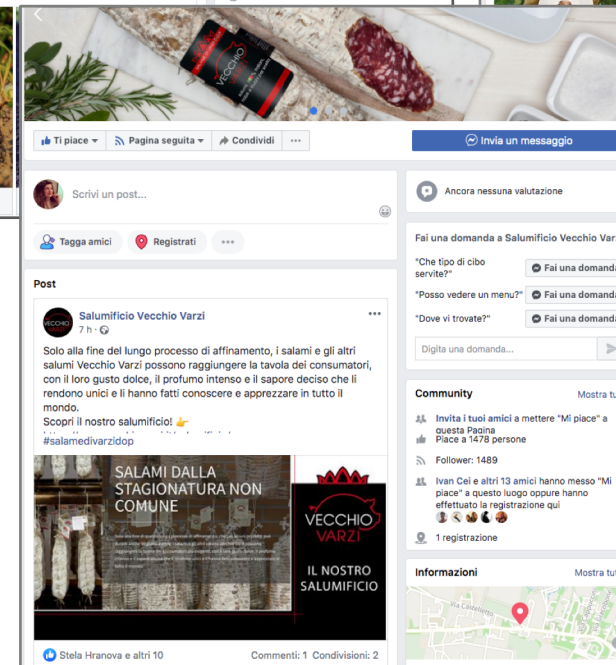 VECCHIO
VARZI
Ti piace
Pagina seguita
Condividi
Invia un messaggio
Scrivi un post...
Tagga amici
Registrati
Post
Salumificio Vecchio Varzi
7 h
Solo alla fine del lungo processo di affinamento, i salami e gli altri
salumi Vecchio Varzi possono raggiungere la tavola dei consumatori,
con il loro gusto dolce, il profumo intenso e il sapore deciso che li
rendono unici e li hanno fatti conoscere e apprezzare in tutto il
mondo.
Scopri il nostro salumificio! 👉
#salamedivarzidop
SALAMI DALLA
STAGIONATURA NON
COMUNE
VECCHIO
VARZI
IL NOSTRO
SALUMIFICIO
Stela Hranova e altri 10
Commenti: 1 Condivisioni: 2
Ancora nessuna valutazione
Fai una domanda a Salumificio Vecchio Varz
"Che tipo di cibo
servite?"
Fai una domanda
"Posso vedere un menu?"
Fai una domanda
"Dove vi trovate?"
Fai una domanda
Digita una domanda...
Community
Mostra tut
Invita i tuoi amici a mettere "Mi piace" a
questa Pagina
Piace a 1478 persone
Follower: 1489
Ivan Cei e altri 13 amici hanno messo "Mi
piace" a questo luogo oppure hanno
effettuato la registrazione qui
1 registrazione
Informazioni
Mostra tut
Via Castelletto